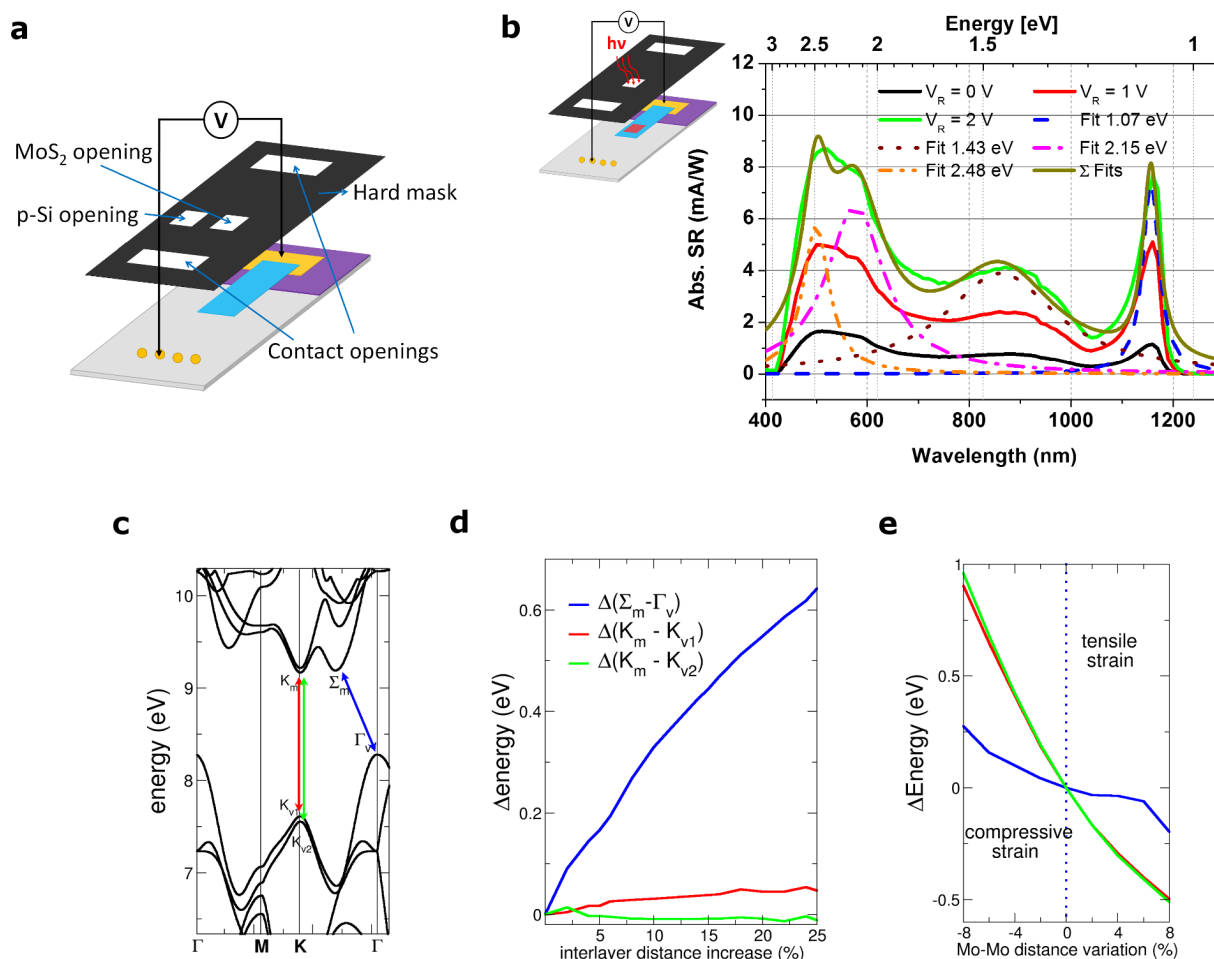 a
V
MoS2 opening
p-Si opening
Hard mask
Contact openings
b
V
hν
Energy [eV]
3 2.5 2 1.5 1
12
10
8
6
4
2
0
Abs. SR (mA/W)
VR = 0 V
VR = 1 V
VR = 2 V
Fit 1.07 eV
Fit 1.43 eV
Fit 2.15 eV
Fit 2.48 eV
Σ Fits
400 600 800 1000 1200
Wavelength (nm)
c
energy (eV)
10
9
8
7
Km
Σm
Γv
Kv1
Kv2
Γ M K Γ
d
Δenergy (eV)
0.6
0.4
0.2
0
Δ(Σm-Γv)
Δ(Km - Kv1)
Δ(Km - Kv2)
5 10 15 20 25
interlayer distance increase (%)
e
ΔEnergy (eV)
1
0.5
0
-0.5
tensile
strain
compressive
strain
-8 -4 0 4 8
Mo-Mo distance variation (%)